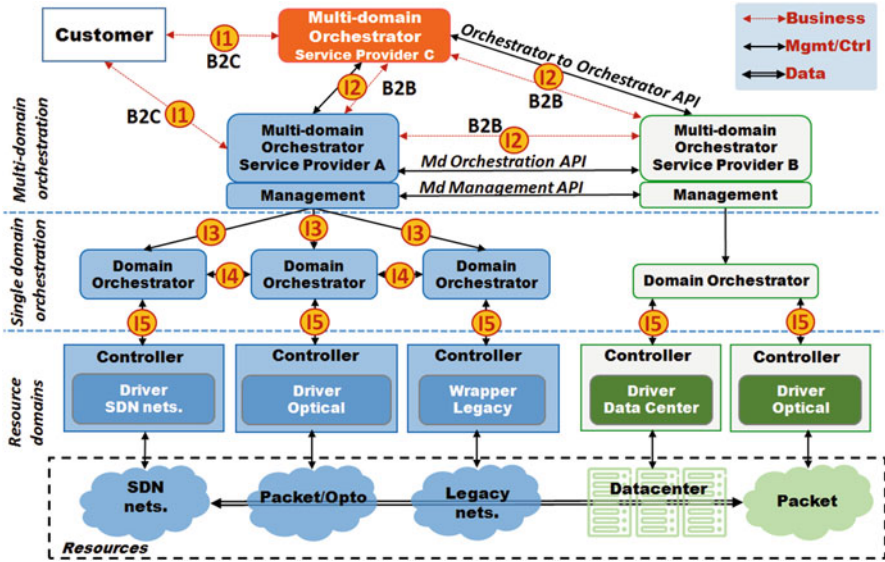 Customer
I1
B2C
Multi-domain
Orchestrator
Service Provider C
Orchestrator to Orchestrator API
Business
Mgmt/Ctrl
Data
I2
B2B
I2
B2B
B2C
I1
Multi-domain
orchestration
Multi-domain
Orchestrator
Service Provider A
B2B
I2
Md Orchestration API
Multi-domain
Orchestrator
Service Provider B
Management
Md Management API
Management
Single domain
orchestration
I3
I3
I3
Domain
Orchestrator
I4
Domain
Orchestrator
I4
Domain
Orchestrator
Domain Orchestrator
I5
I5
I5
I5
I5
Resource
domains
Controller
Driver
SDN nets.
Controller
Driver
Optical
Controller
Wrapper
Legacy
Controller
Driver
Data Center
Controller
Driver
Optical
SDN
nets.
Packet/Opto
Legacy
nets.
Datacenter
Packet
Resources